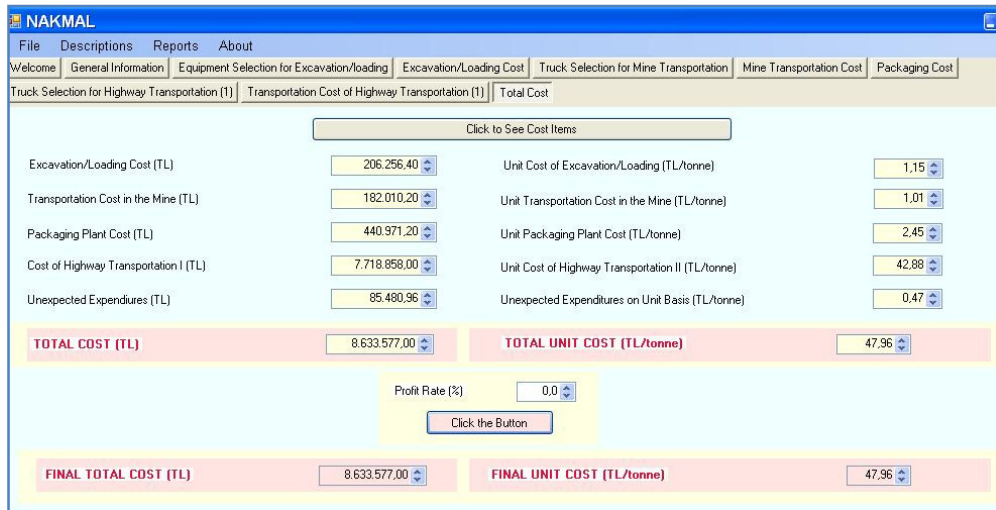 NAKMAL
File Descriptions Reports About
Welcome General Information Equipment Selection for Excavation/loading Excavation/Loading Cost Truck Selection for Mine Transportation Mine Transportation Cost Packaging Cost
Truck Selection for Highway Transportation (1) Transportation Cost of Highway Transportation (1) Total Cost
Click to See Cost Items
Excavation/Loading Cost (TL) 206.256,40 Unit Cost of Excavation/Loading (TL/tonne) 1,15
Transportation Cost in the Mine (TL) 182.010,20 Unit Transportation Cost in the Mine (TL/tonne) 1,01
Packaging Plant Cost (TL) 440.971,20 Unit Packaging Plant Cost (TL/tonne) 2,45
Cost of Highway Transportation I (TL) 7.718.858,00 Unit Cost of Highway Transportation II (TL/tonne) 42,88
Unexpected Expendiures (TL) 85.480,96 Unexpected Expenditures on Unit Basis (TL/tonne) 0,47
TOTAL COST (TL) 8.633.577,00 TOTAL UNIT COST (TL/tonne) 47,96
Profit Rate (%) 0,0
Click the Button
FINAL TOTAL COST (TL) 8.633.577,00 FINAL UNIT COST (TL/tonne) 47,96